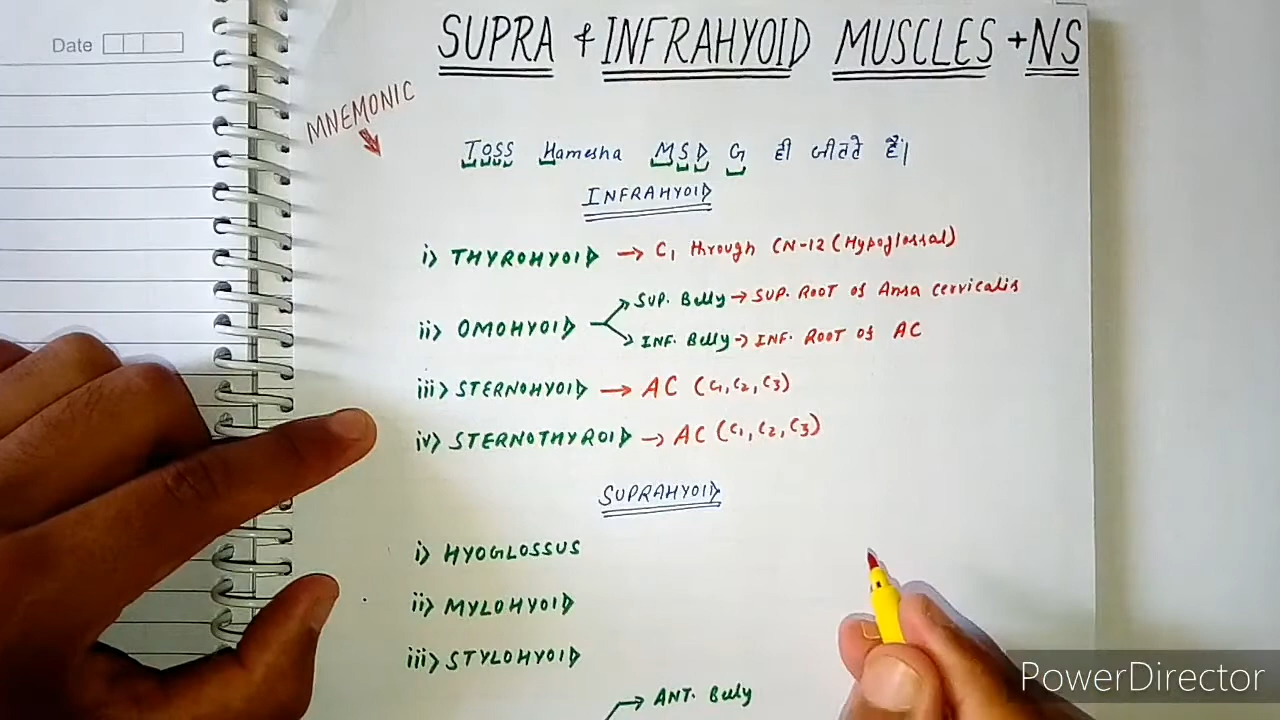 Date
SUPRA & INFRAHYOID MUSCLES + NS
MNEMONIC
TOSS Hamesha MSD G ही जीतते हैं।
INFRAHYOID
i) THYROHYOID → C1 through CN-12 (Hypoglossal)
SUP. Belly → SUP. ROOT of Ansa cervicalis
ii) OMOHYOID
INF. Belly → INF. ROOT of AC
iii) STERNOHYOID → AC (C1, C2, C3)
iv) STERNOTHYROID → AC (C1, C2, C3)
SUPRAHYOID
i) HYOGLOSSUS
ii) MYLOHYOID
iii) STYLOHYOID
→ ANT. Belly
PowerDirector